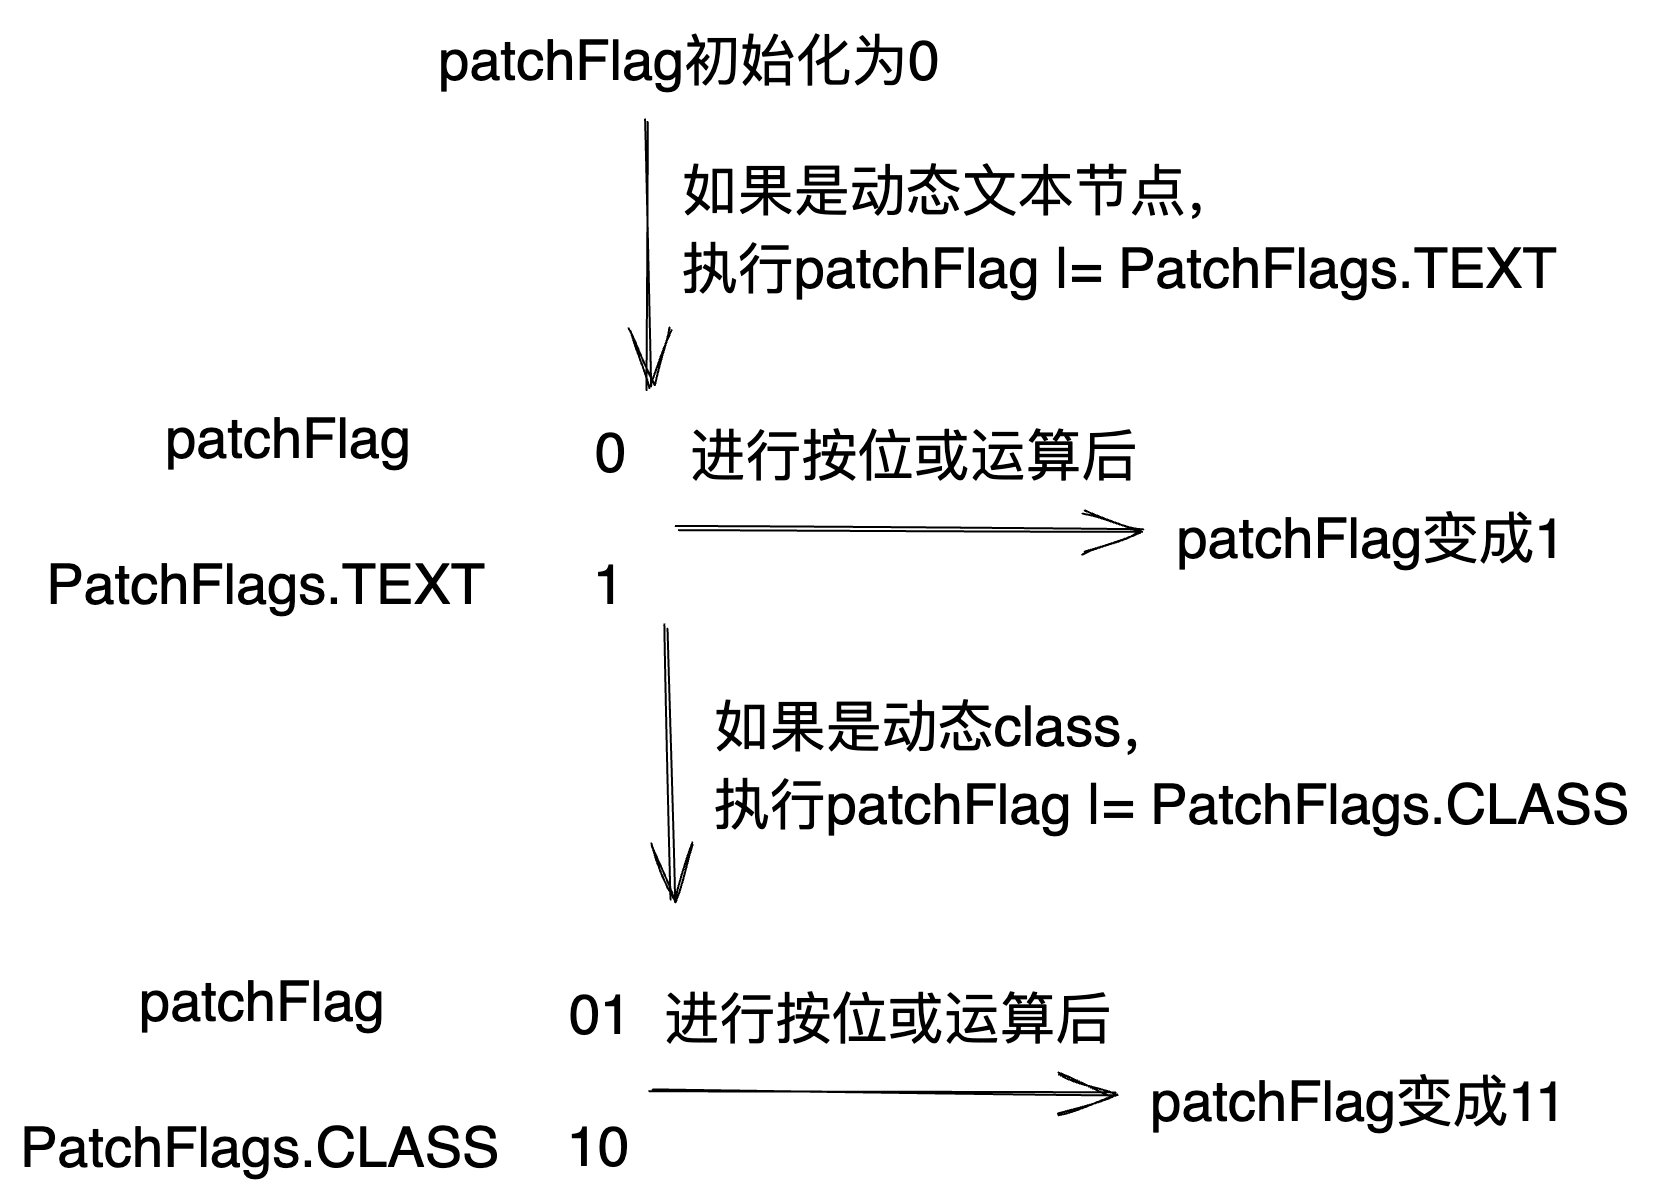 patchFlag初始化为0
如果是动态文本节点，
执行patchFlag |= PatchFlags.TEXT
patchFlag 0 进行按位或运算后
patchFlag变成1
PatchFlags.TEXT 1
如果是动态class，
执行patchFlag |= PatchFlags.CLASS
patchFlag 01 进行按位或运算后
patchFlag变成11
PatchFlags.CLASS 10